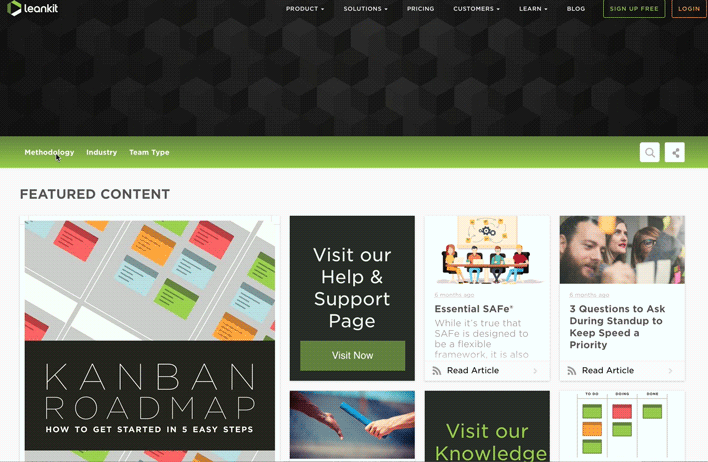 leankit
PRODUCT
SOLUTIONS
PRICING
CUSTOMERS
LEARN
BLOG
SIGN UP FREE
LOGIN
Methodology
Industry
Team Type
FEATURED CONTENT
KANBAN
ROADMAP
HOW TO GET STARTED IN 5 EASY STEPS
Visit our
Help &
Support
Page
Visit Now
6 months ago
Essential SAFe®
While it's true that
SAFe is designed to
be a flexible
framework, it is also
Read Article
6 months ago
3 Questions to Ask
During Standup to
Keep Speed a
Priority
Read Article
Visit our
Knowledge
TO DO
DOING
DONE